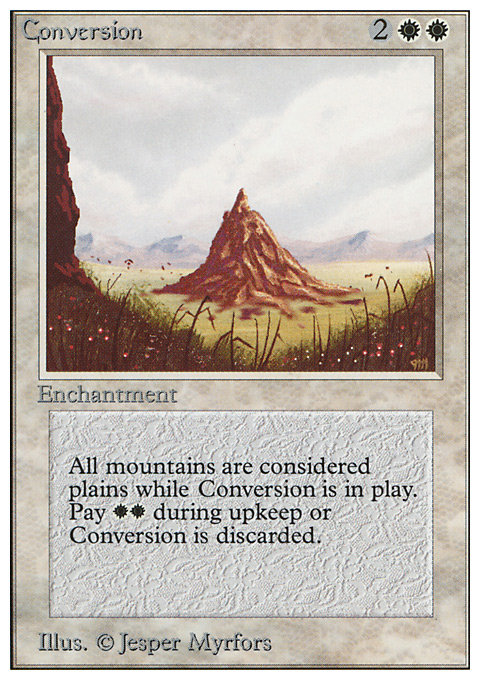 Conversion 2
Enchantment
All mountains are considered
plains while Conversion is in play.
Pay during upkeep or
Conversion is discarded.
Illus. © Jesper Myrfors